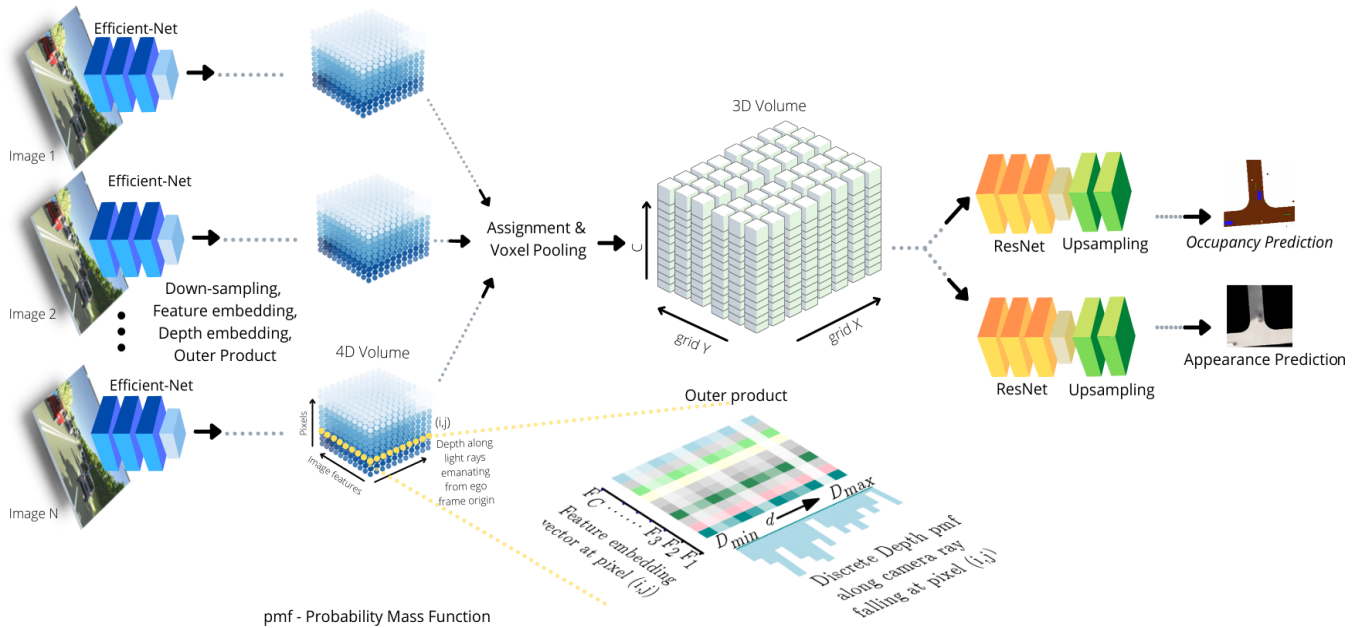 Efficient-Net
Image 1
Efficient-Net
Image 2
Down-sampling,
Feature embedding,
Depth embedding,
Outer Product
Efficient-Net
Image N
4D Volume
Pixels
Image features
(i,j)
Depth along
light rays
emanating
from ego
frame origin
Assignment &
Voxel Pooling
3D Volume
C
grid Y
grid X
ResNet
Upsampling
Occupancy Prediction
ResNet
Upsampling
Appearance Prediction
Outer product
F_C ...... F_3 F_2 F_1
Feature embedding
vector at pixel (i,j)
D_min
d
D_max
Discrete Depth pmf
along camera ray
falling at pixel (i,j)
pmf - Probability Mass Function